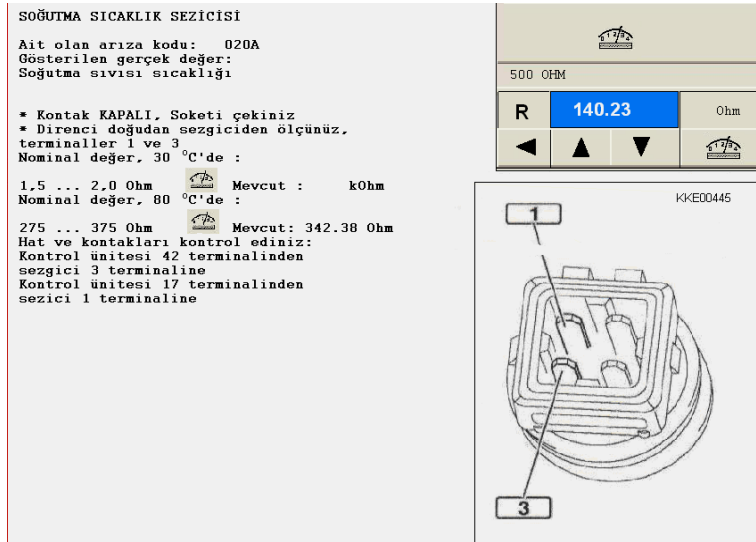 SOĞUTMA SICAKLIK SEZİCİSİ
Ait olan arıza kodu: 020A
Gösterilen gerçek değer:
Soğutma sıvısı sıcaklığı
* Kontak KAPALI, Soketi çekiniz
* Direnci doğudan sezgiciden ölçünüz,
terminaller 1 ve 3
Nominal değer, 30 °C'de :
1,5 ... 2,0 Ohm Mevcut : kOhm
Nominal değer, 80 °C'de :
275 ... 375 Ohm Mevcut: 342.38 Ohm
Hat ve kontakları kontrol ediniz:
Kontrol ünitesi 42 terminalinden
sezgici 3 terminaline
Kontrol ünitesi 17 terminalinden
sezici 1 terminaline
500 OHM
R 140.23 Ohm
KKE00445
1
3